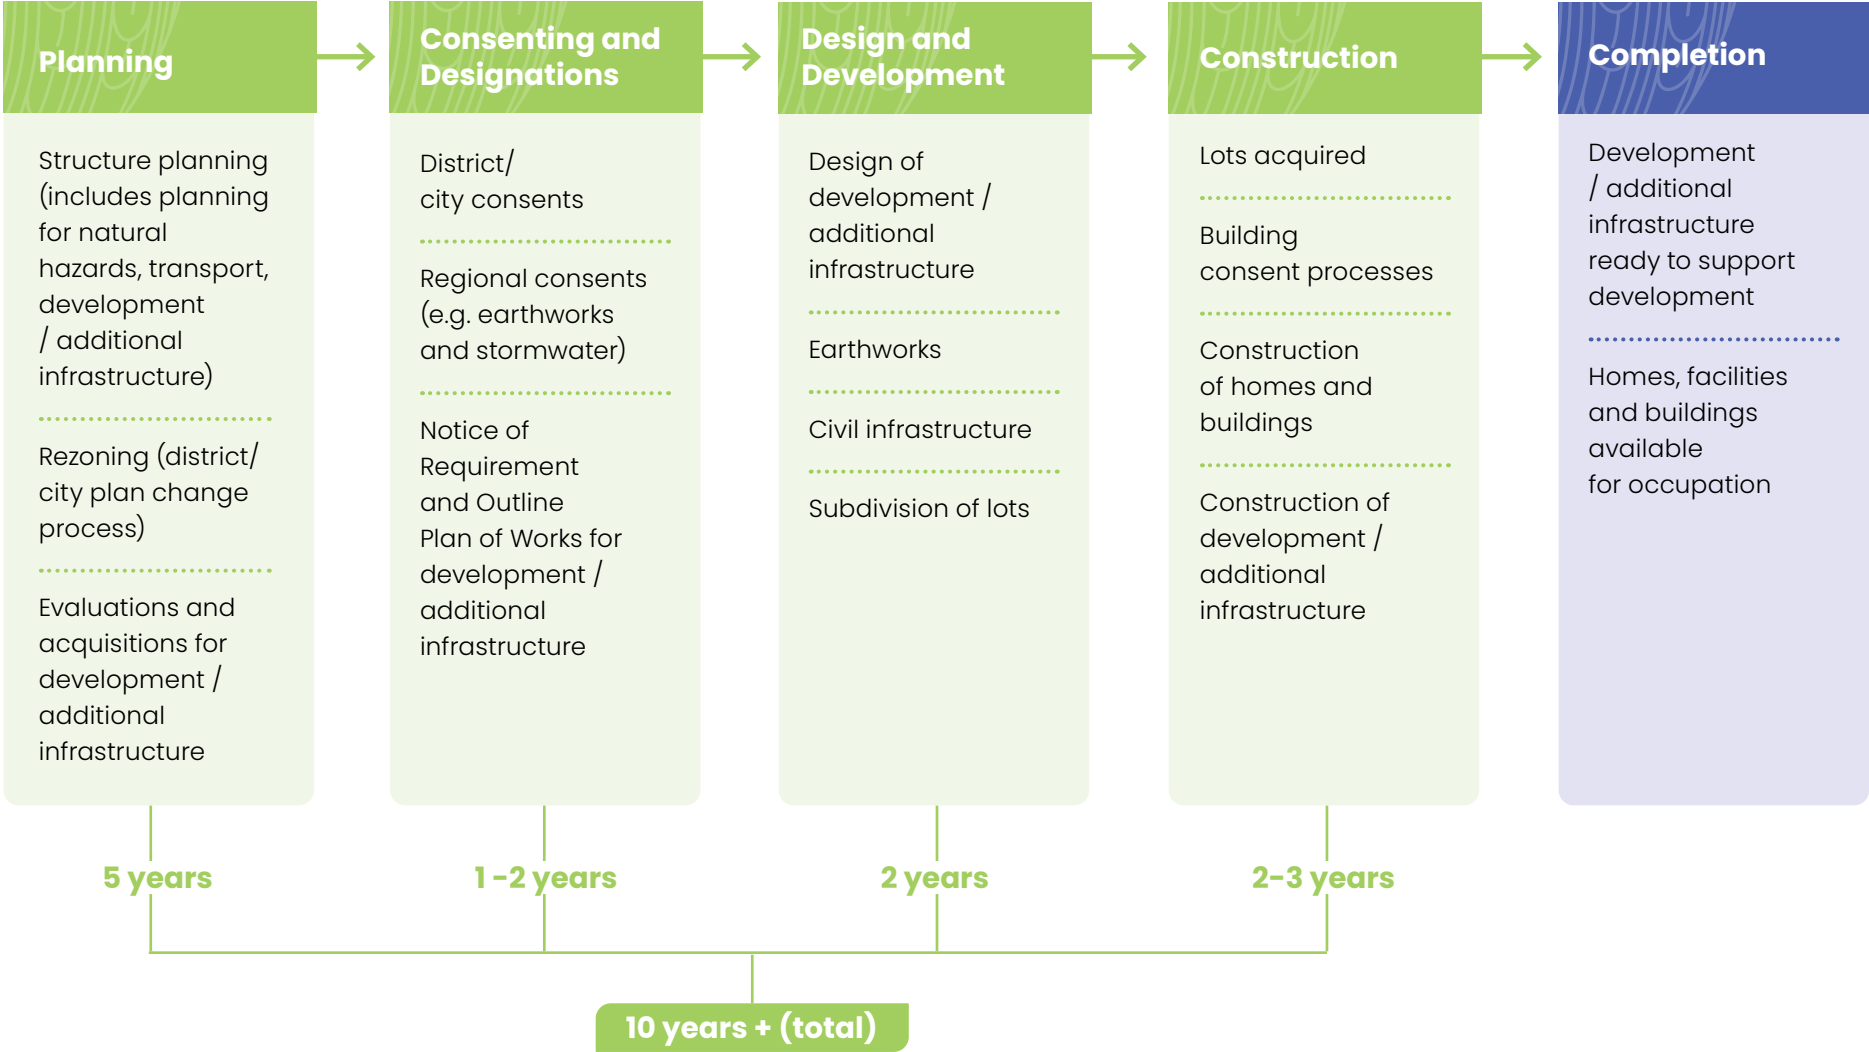 Planning
Structure planning
(includes planning
for natural
hazards, transport,
development
/ additional
infrastructure)
Rezoning (district/
city plan change
process)
Evaluations and
acquisitions for
development /
additional
infrastructure
5 years
Consenting and
Designations
District/
city consents
Regional consents
(e.g. earthworks
and stormwater)
Notice of
Requirement
and Outline
Plan of Works for
development /
additional
infrastructure
1 -2 years
Design and
Development
Design of
development /
additional
infrastructure
Earthworks
Civil infrastructure
Subdivision of lots
2 years
Construction
Lots acquired
Building
consent processes
Construction
of homes and
buildings
Construction of
development /
additional
infrastructure
2-3 years
Completion
Development
/ additional
infrastructure
ready to support
development
Homes, facilities
and buildings
available
for occupation
10 years + (total)